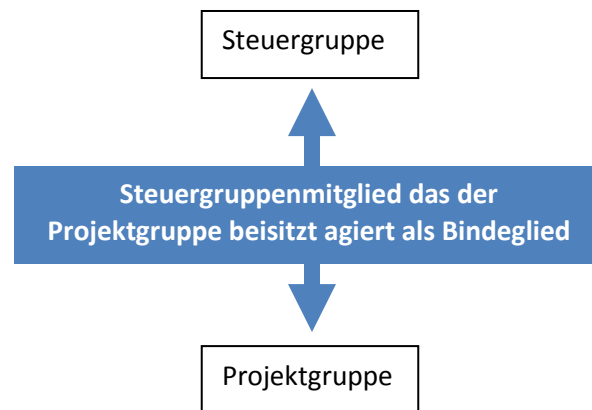 Steuergruppe
Steuergruppenmitglied das der
Projektgruppe beisitzt agiert als Bindeglied
Projektgruppe